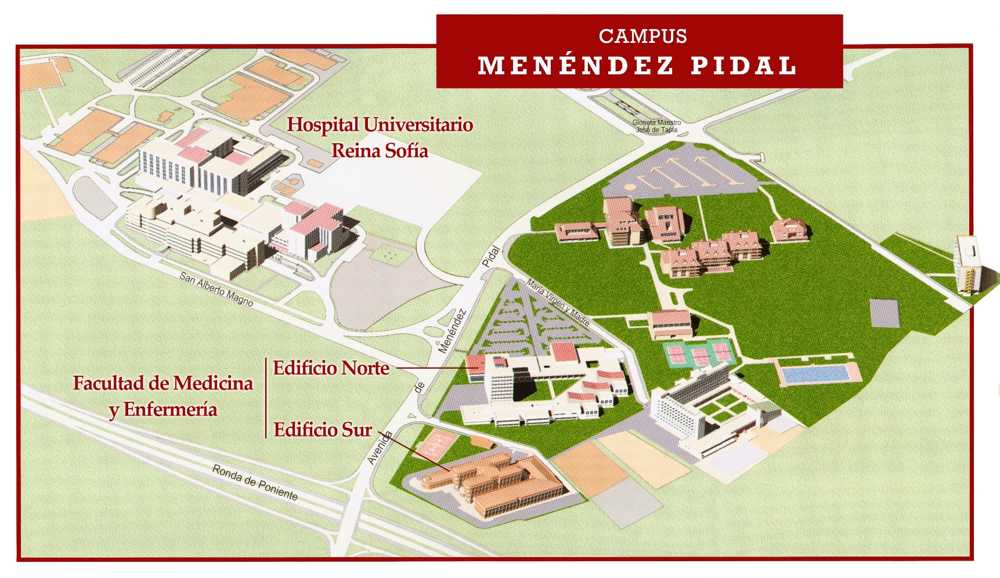 CAMPUS
MENÉNDEZ PIDAL
Glorieta Maestro
José de Tapia
Hospital Universitario
Reina Sofía
San Alberto Magno
María Virgen y Madre
Avenida de Menéndez Pidal
Facultad de Medicina
y Enfermería
Edificio Norte
Edificio Sur
Ronda de Poniente